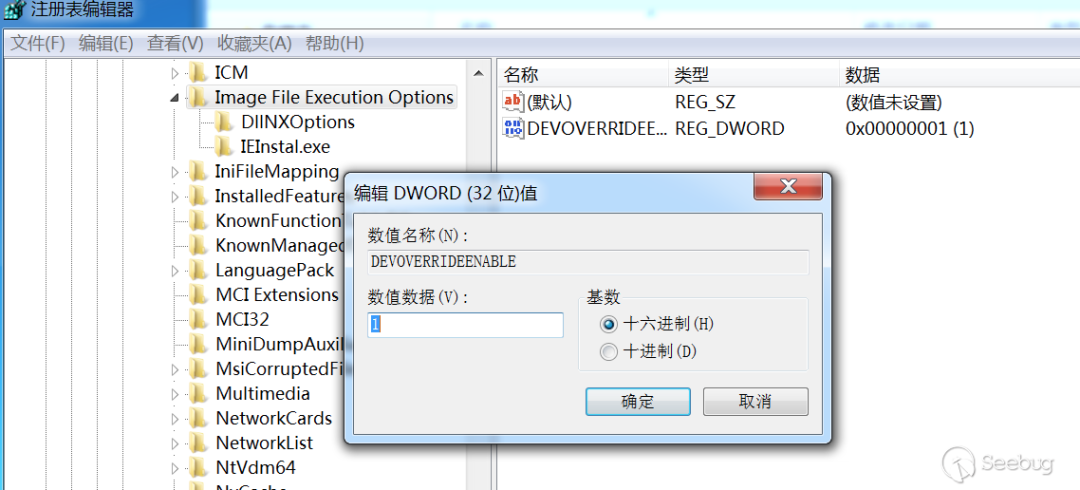 注册表编辑器
文件(F) 编辑(E) 查看(V) 收藏夹(A) 帮助(H)
ICM
Image File Execution Options
DllNXOptions
IEInstal.exe
IniFileMapping
InstalledFeature
KnownFunction
KnownManaged
LanguagePack
MCI Extensions
MCI32
MiniDumpAuxil
MsiCorruptedFi
Multimedia
NetworkCards
NetworkList
NtVdm64
名称 类型 数据
(默认) REG_SZ (数值未设置)
DEVOVERRIDEE... REG_DWORD 0x00000001 (1)
编辑 DWORD (32 位)值
数值名称(N):
DEVOVERRIDEENABLE
数值数据(V):
1
基数
十六进制(H)
十进制(D)
确定 取消
Seebug